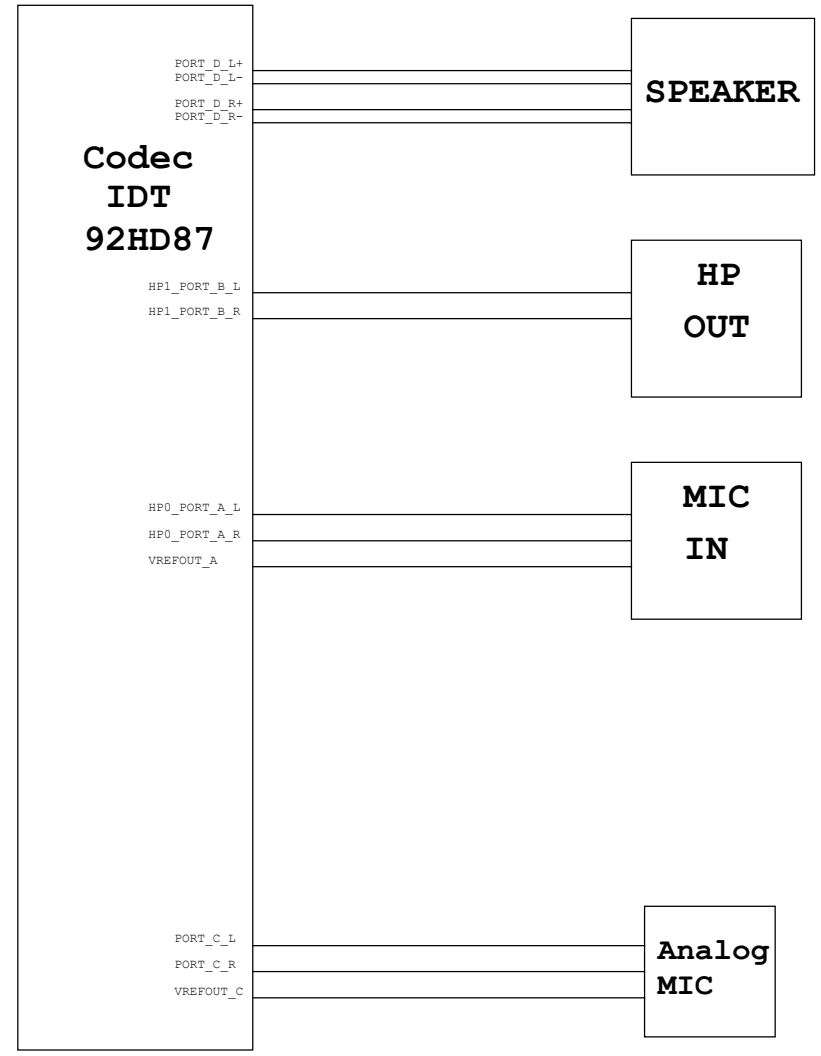 PORT_D_L+
PORT_D_L-
PORT_D_R+
PORT_D_R-
SPEAKER
Codec
IDT
92HD87
HP1_PORT_B_L
HP1_PORT_B_R
HP
OUT
HP0_PORT_A_L
HP0_PORT_A_R
VREFOUT_A
MIC
IN
PORT_C_L
PORT_C_R
VREFOUT_C
Analog
MIC